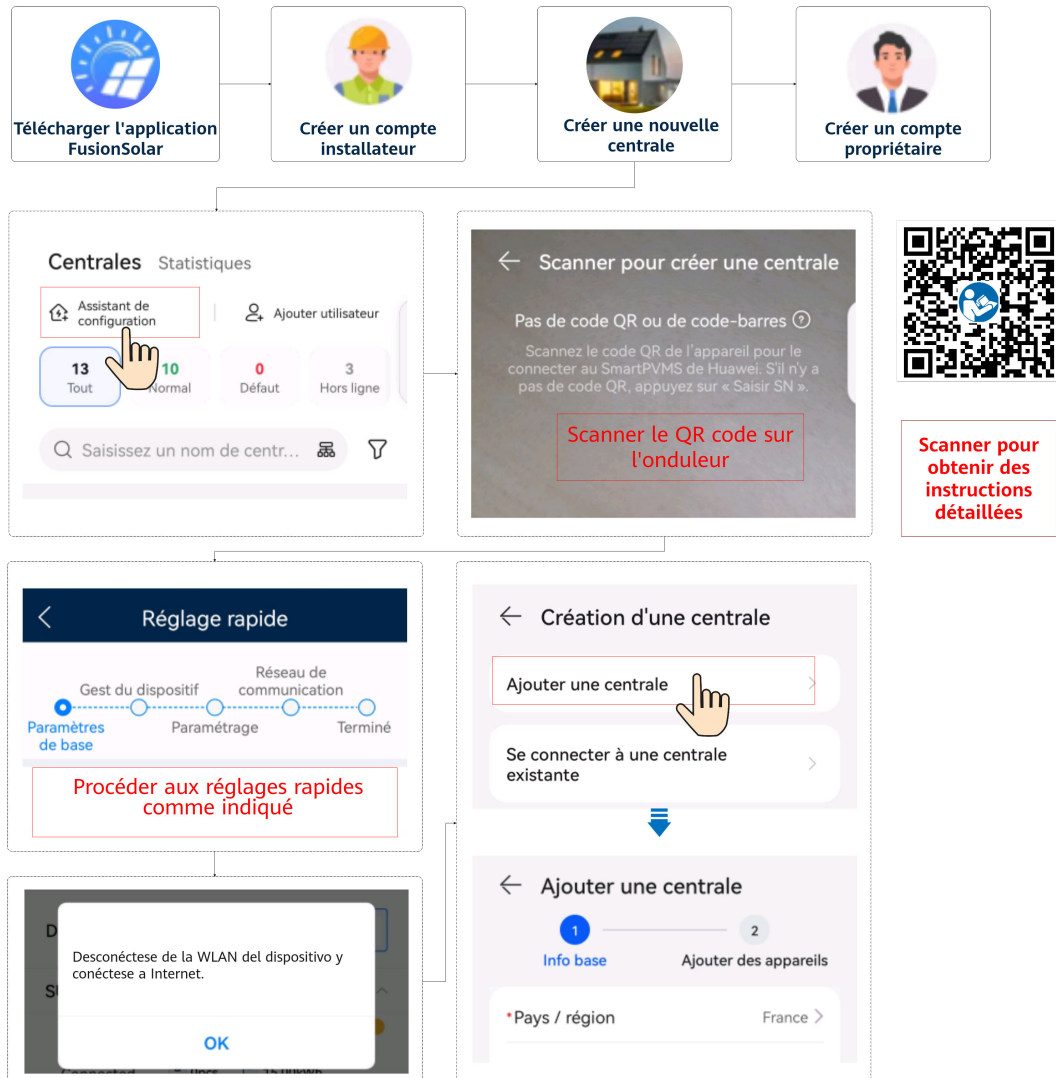 Télécharger l'application
FusionSolar
Créer un compte
installateur
Créer une nouvelle
centrale
Créer un compte
propriétaire
Centrales Statistiques
Assistant de
configuration
Ajouter utilisateur
13
Tout
10
Normal
0
Défaut
3
Hors ligne
Saisissez un nom de centr...
Scanner pour créer une centrale
Pas de code QR ou de code-barres ?
Scannez le code QR de l'appareil pour le
connecter au SmartPVMS de Huawei. S'il n'y a
pas de code QR, appuyez sur « Saisir SN ».
Scanner le QR code sur
l'onduleur
Scanner pour
obtenir des
instructions
détaillées
Réglage rapide
Paramètres
de base
Gest du dispositif
Paramétrage
Réseau de
communication
Terminé
Procéder aux réglages rapides
comme indiqué
Desconéctese de la WLAN del dispositivo y
conéctese a Internet.
OK
Création d'une centrale
Ajouter une centrale
Se connecter à une centrale
existante
Ajouter une centrale
1
Info base
2
Ajouter des appareils
*Pays / région France